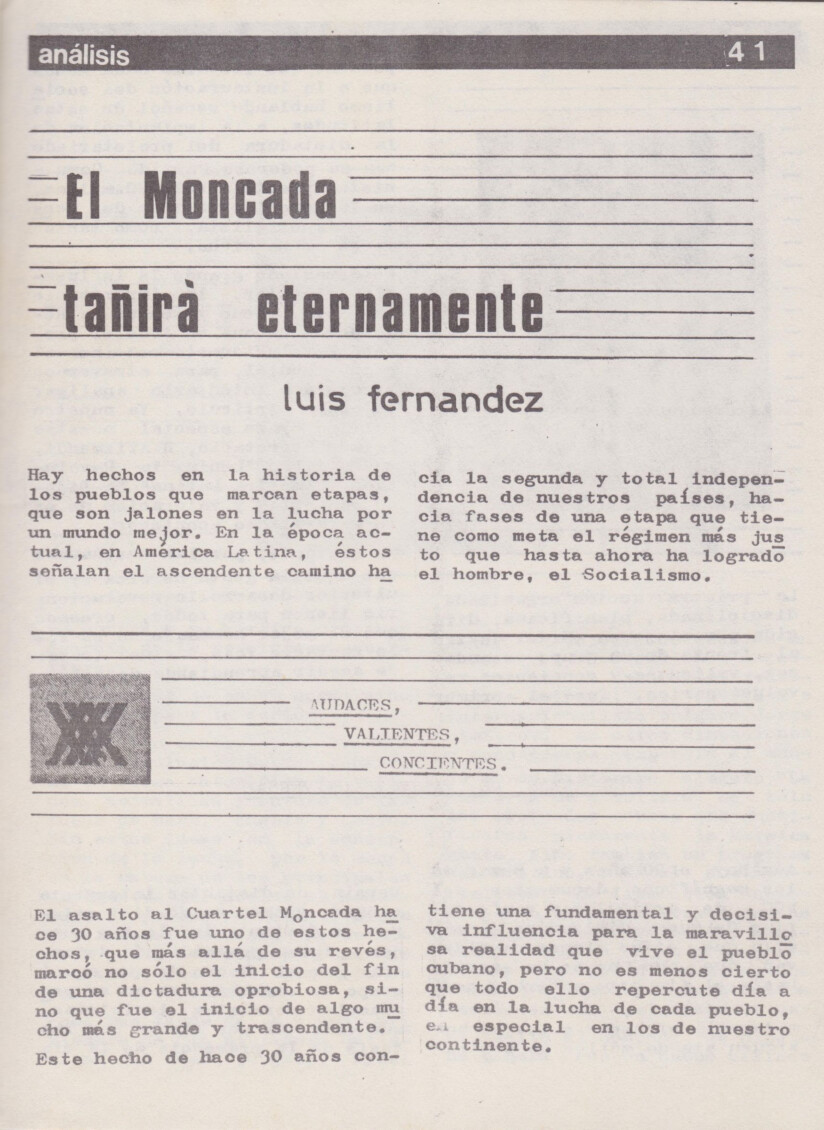 análisis 41
El Moncada
tañirà eternamente
luis fernandez
Hay hechos en la historia de
los pueblos que marcan etapas,
que son jalones en la lucha por
un mundo mejor. En la época ac-
tual, en América Latina, éstos
señalan el ascendente camino ha
cia la segunda y total indepen-
dencia de nuestros países, ha-
cia fases de una etapa que tie-
ne como meta el régimen más jus
to que hasta ahora ha logrado
el hombre, el Socialismo.
XXX
AUDACES,
VALIENTES,
CONCIENTES.
El asalto al Cuartel Moncada ha
ce 30 años fue uno de estos he-
chos, que más allá de su revés,
marcó no sólo el inicio del fin
de una dictadura oprobiosa, si-
no que fue el inicio de algo mu
cho más grande y trascendente.
Este hecho de hace 30 años con-
tiene una fundamental y decisi-
va influencia para la maravillo
sa realidad que vive el pueblo
cubano, pero no es menos cierto
que todo ello repercute día a
día en la lucha de cada pueblo,
en especial en los de nuestro
continente.